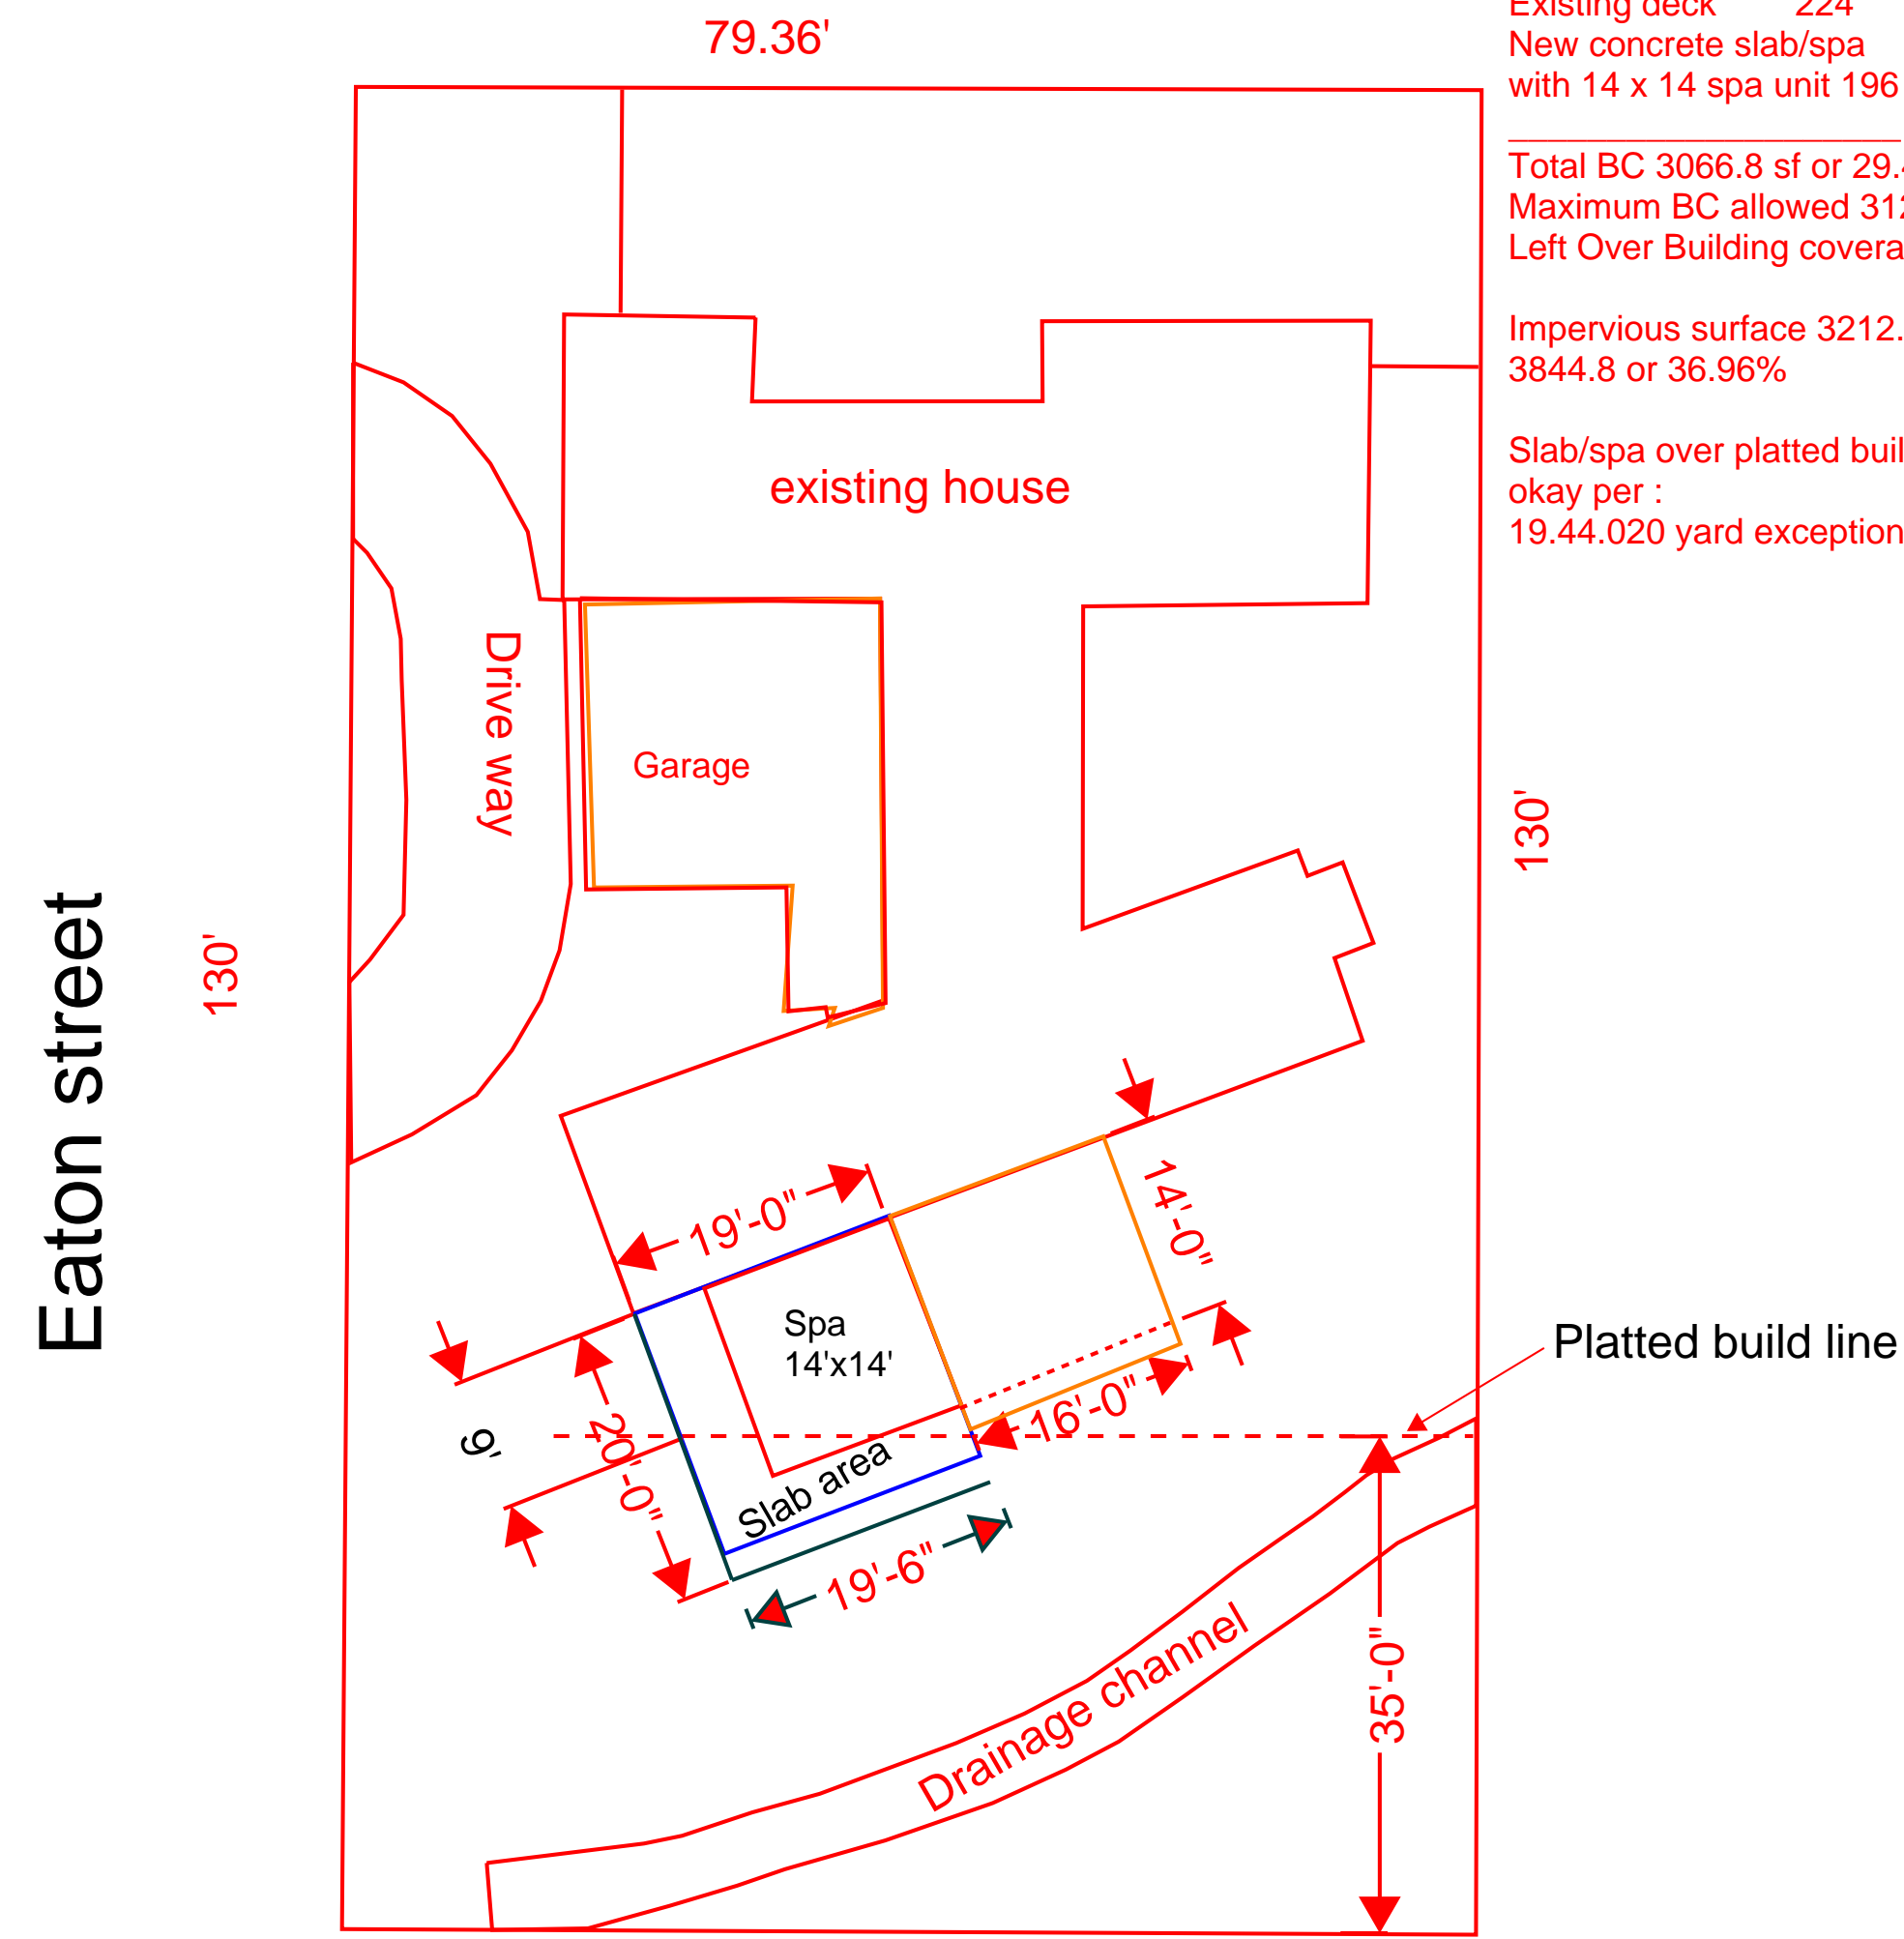 79.36'
Existing deck 224
New concrete slab/spa
with 14 x 14 spa unit 196
Total BC 3066.8 sf or 29.
Maximum BC allowed 312
Left Over Building covera
Impervious surface 3212.
3844.8 or 36.96%
Slab/spa over platted buil
okay per :
19.44.020 yard exception
existing house
Drive way
Garage
130'
130'
Eaton street
14'-0"
19'-0"
Spa
14'x14'
Platted build line
16'-0"
9'
20'-0"
Slab area
19'-6"
Drainage channel
35'-0"